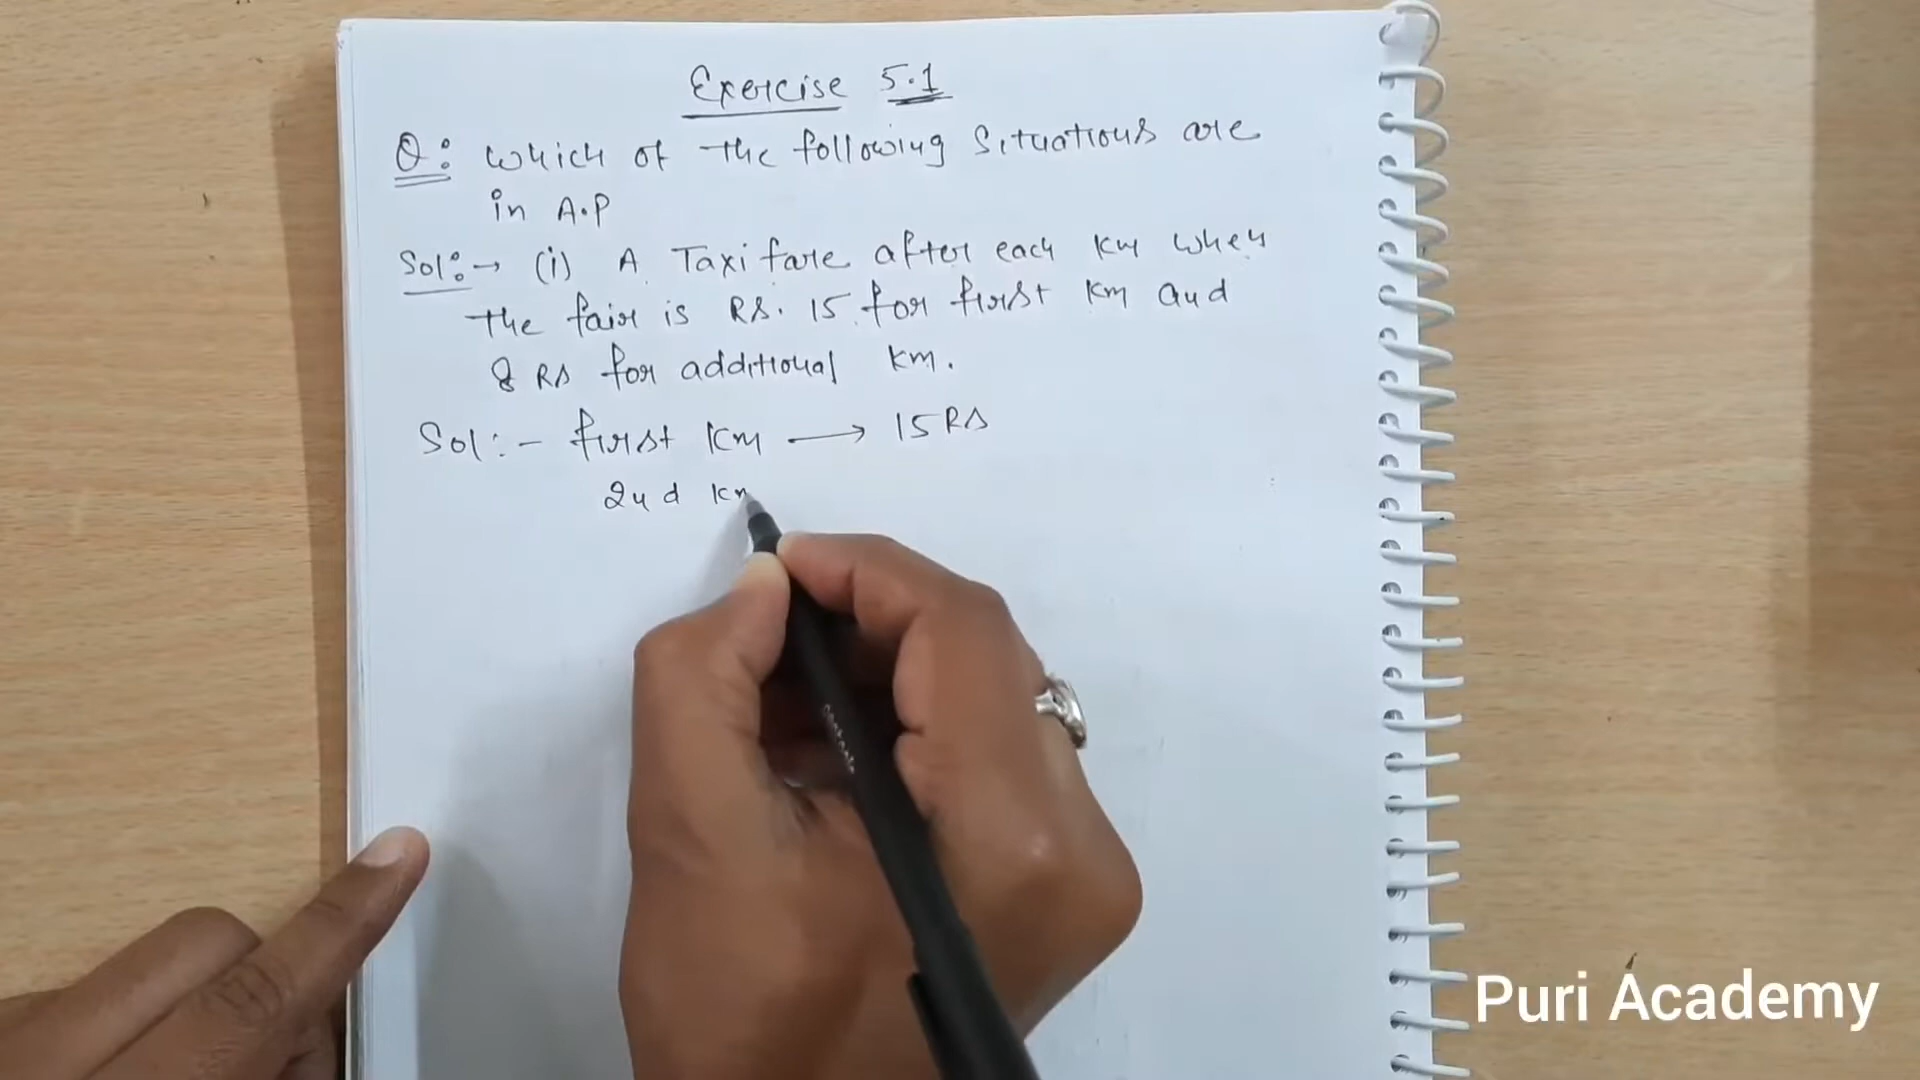 Exercise 5.1
Q: Which of the following Situations are
in A.P
Sol:→ (i) A Taxi fare after each km when
the fair is RS. 15 for first km and
8 RS for additional km.
Sol:- first km → 15 RS
2nd km
Puri Academy